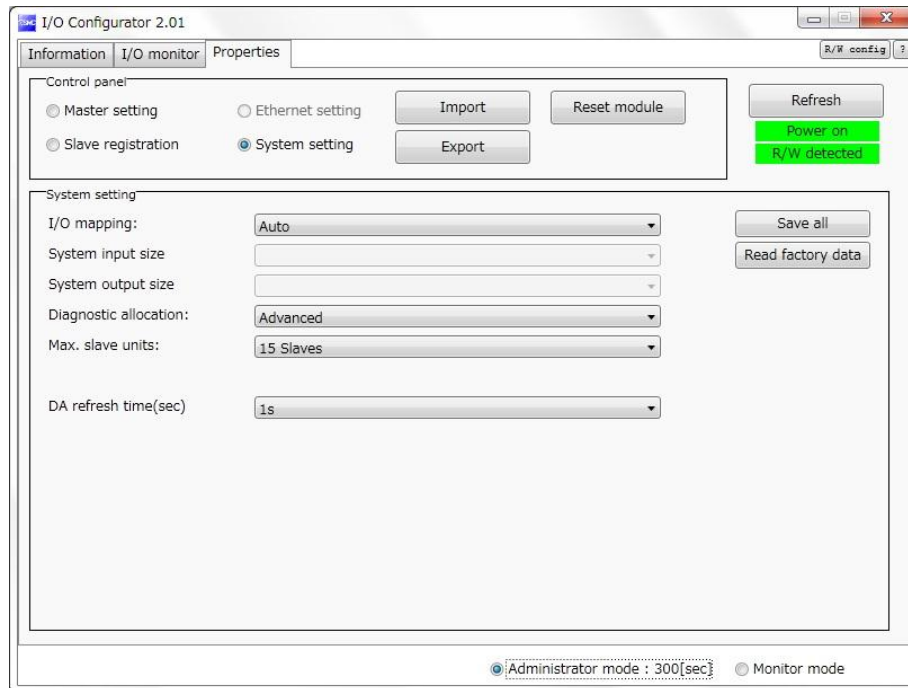 SMC I/O Configurator 2.01
Information I/O monitor Properties R/W config ?
Control panel
Master setting Ethernet setting Import Reset module Refresh
Power on
Slave registration System setting Export R/W detected
System setting
I/O mapping: Auto Save all
System input size Read factory data
System output size
Diagnostic allocation: Advanced
Max. slave units: 15 Slaves
DA refresh time(sec) 1s
Administrator mode : 300[sec] Monitor mode